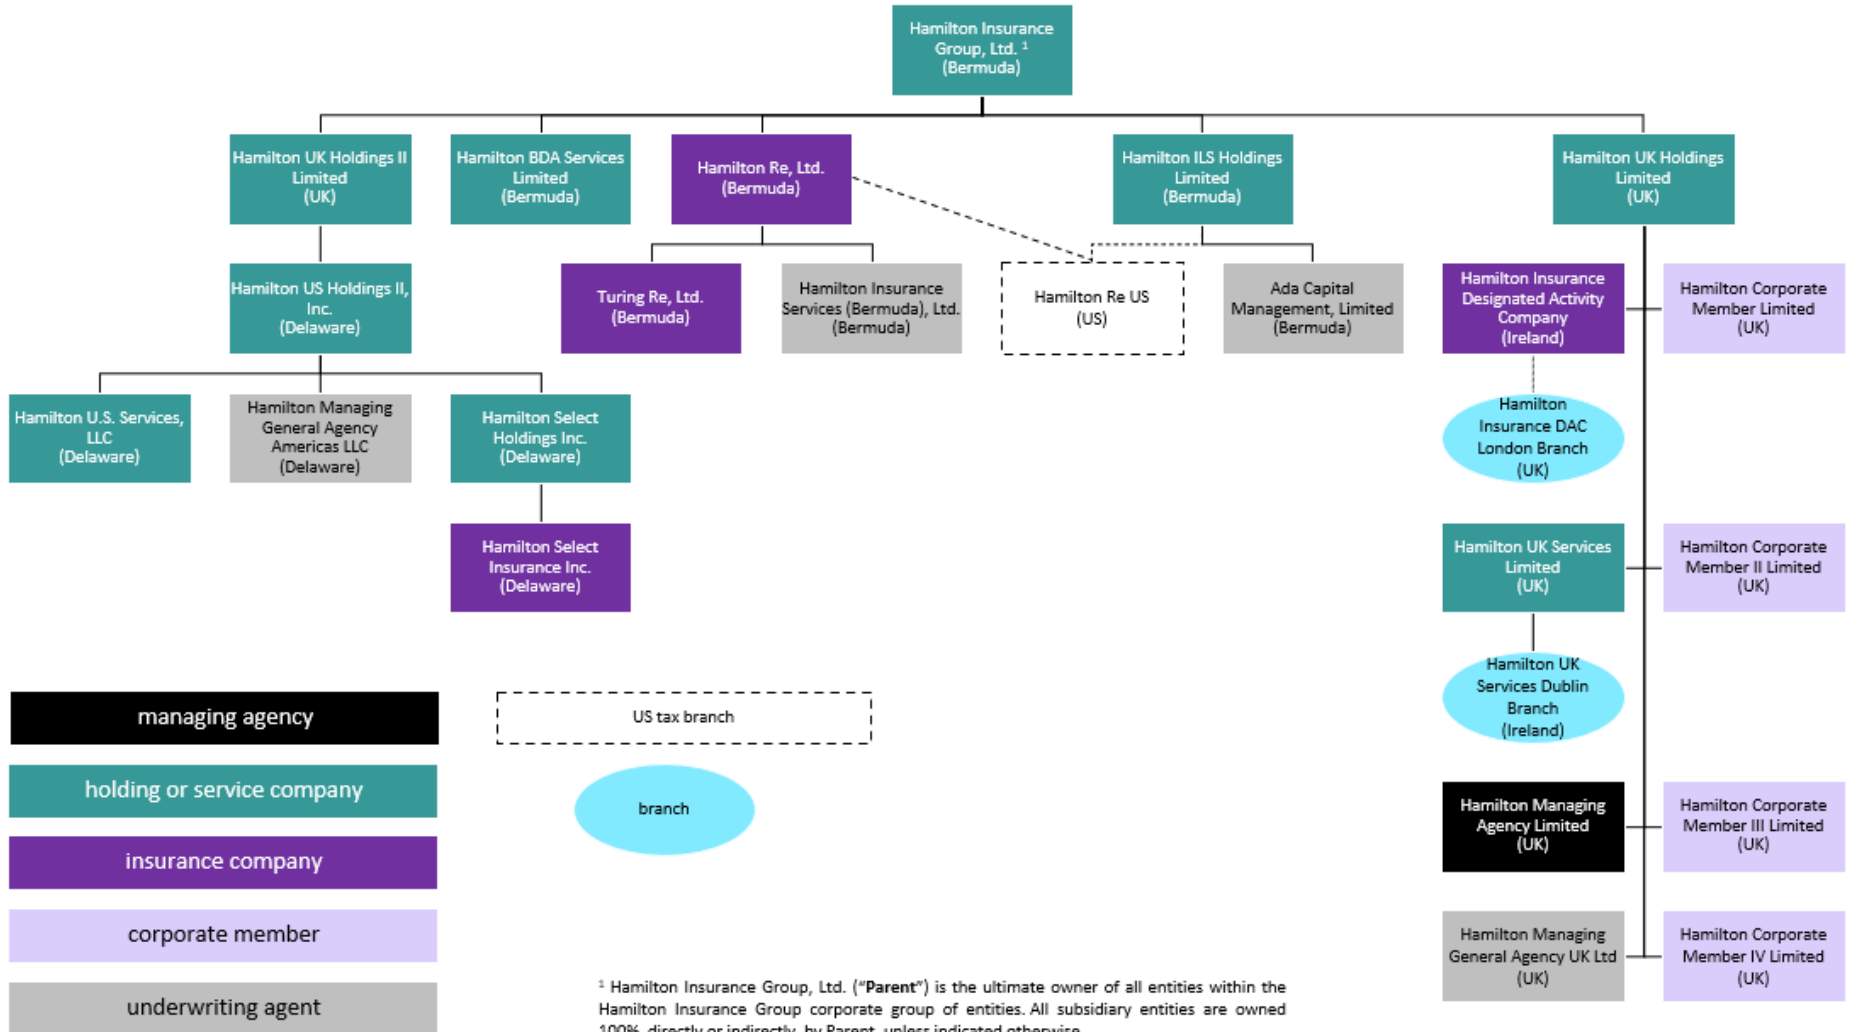 Hamilton Insurance
Group, Ltd. ¹
(Bermuda)
Hamilton UK Holdings II
Limited
(UK)
Hamilton BDA Services
Limited
(Bermuda)
Hamilton Re, Ltd.
(Bermuda)
Hamilton ILS Holdings
Limited
(Bermuda)
Hamilton UK Holdings
Limited
(UK)
Hamilton US Holdings II,
Inc.
(Delaware)
Turing Re, Ltd.
(Bermuda)
Hamilton Insurance
Services (Bermuda), Ltd.
(Bermuda)
Hamilton Re US
(US)
Ada Capital
Management, Limited
(Bermuda)
Hamilton Insurance
Designated Activity
Company
(Ireland)
Hamilton Corporate
Member Limited
(UK)
Hamilton U.S. Services,
LLC
(Delaware)
Hamilton Managing
General Agency
Americas LLC
(Delaware)
Hamilton Select
Holdings Inc.
(Delaware)
Hamilton
Insurance DAC
London Branch
(UK)
Hamilton Select
Insurance Inc.
(Delaware)
Hamilton UK Services
Limited
(UK)
Hamilton Corporate
Member II Limited
(UK)
Hamilton UK
Services Dublin
Branch
(Ireland)
managing agency
US tax branch
holding or service company
branch
insurance company
corporate member
underwriting agent
Hamilton Managing
Agency Limited
(UK)
Hamilton Corporate
Member III Limited
(UK)
Hamilton Managing
General Agency UK Ltd
(UK)
Hamilton Corporate
Member IV Limited
(UK)
¹ Hamilton Insurance Group, Ltd. (“Parent”) is the ultimate owner of all entities within the
Hamilton Insurance Group corporate group of entities. All subsidiary entities are owned
100%, directly or indirectly, by Parent, unless indicated otherwise